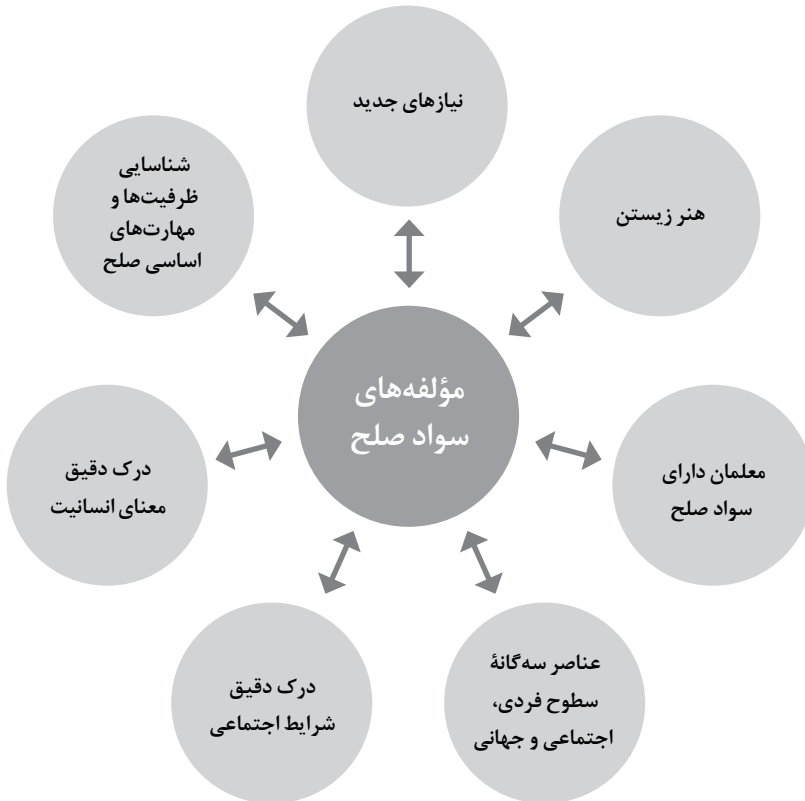 مؤلفه‌های
سواد صلح
نیازهای جدید
هنر زیستن
معلمان دارای
سواد صلح
عناصر سه‌گانهٔ
سطوح فردی،
اجتماعی و جهانی
درک دقیق
شرایط اجتماعی
درک دقیق
معنای انسانیت
شناسایی
ظرفیت‌ها و
مهارت‌های
اساسی صلح